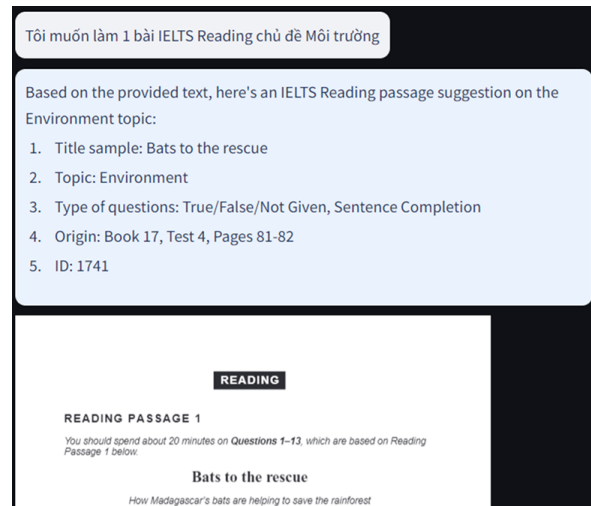 Tôi muốn làm 1 bài IELTS Reading chủ đề Môi trường
Based on the provided text, here's an IELTS Reading passage suggestion on the
Environment topic:
1. Title sample: Bats to the rescue
2. Topic: Environment
3. Type of questions: True/False/Not Given, Sentence Completion
4. Origin: Book 17, Test 4, Pages 81-82
5. ID: 1741
READING
READING PASSAGE 1
You should spend about 20 minutes on Questions 1–13, which are based on Reading
Passage 1 below.
Bats to the rescue
How Madagascar's bats are helping to save the rainforest